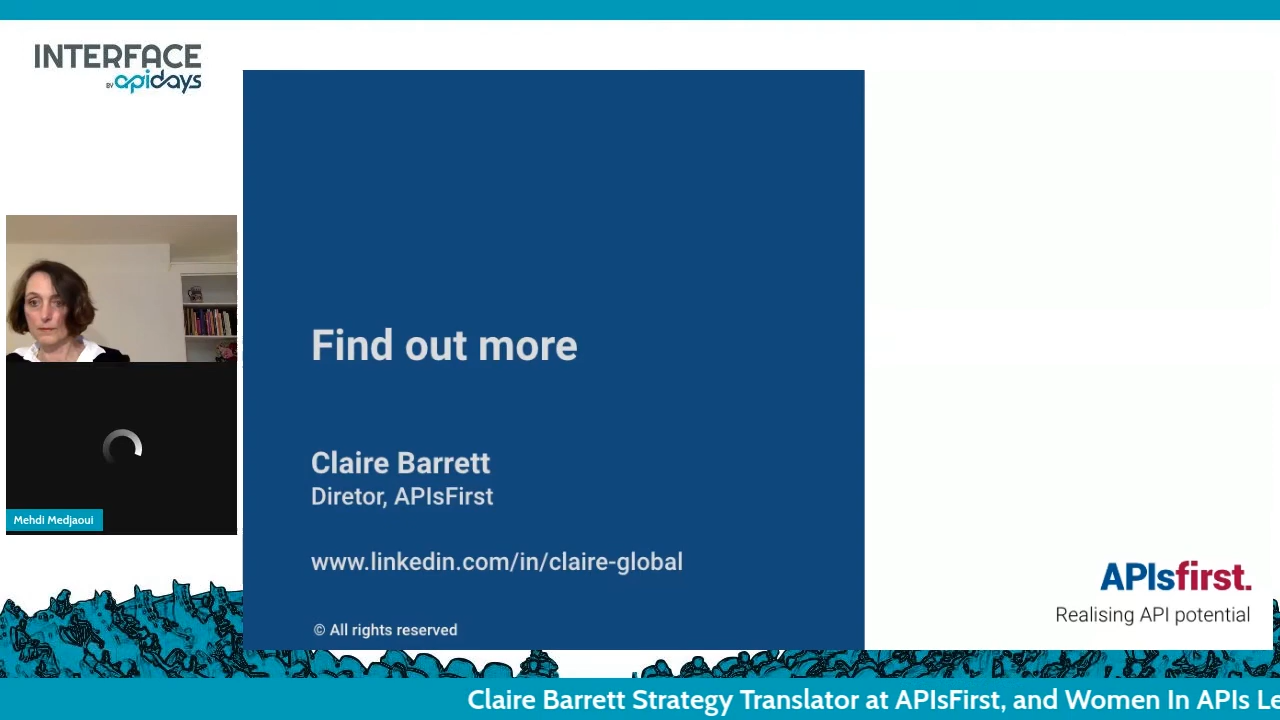 INTERFACE
BY apidays
Find out more
Claire Barrett
Diretor, APIsFirst
www.linkedin.com/in/claire-global
© All rights reserved
Mehdi Medjaoui
APIsfirst.
Realising API potential
Claire Barrett Strategy Translator at APIsFirst, and Women In APIs Le